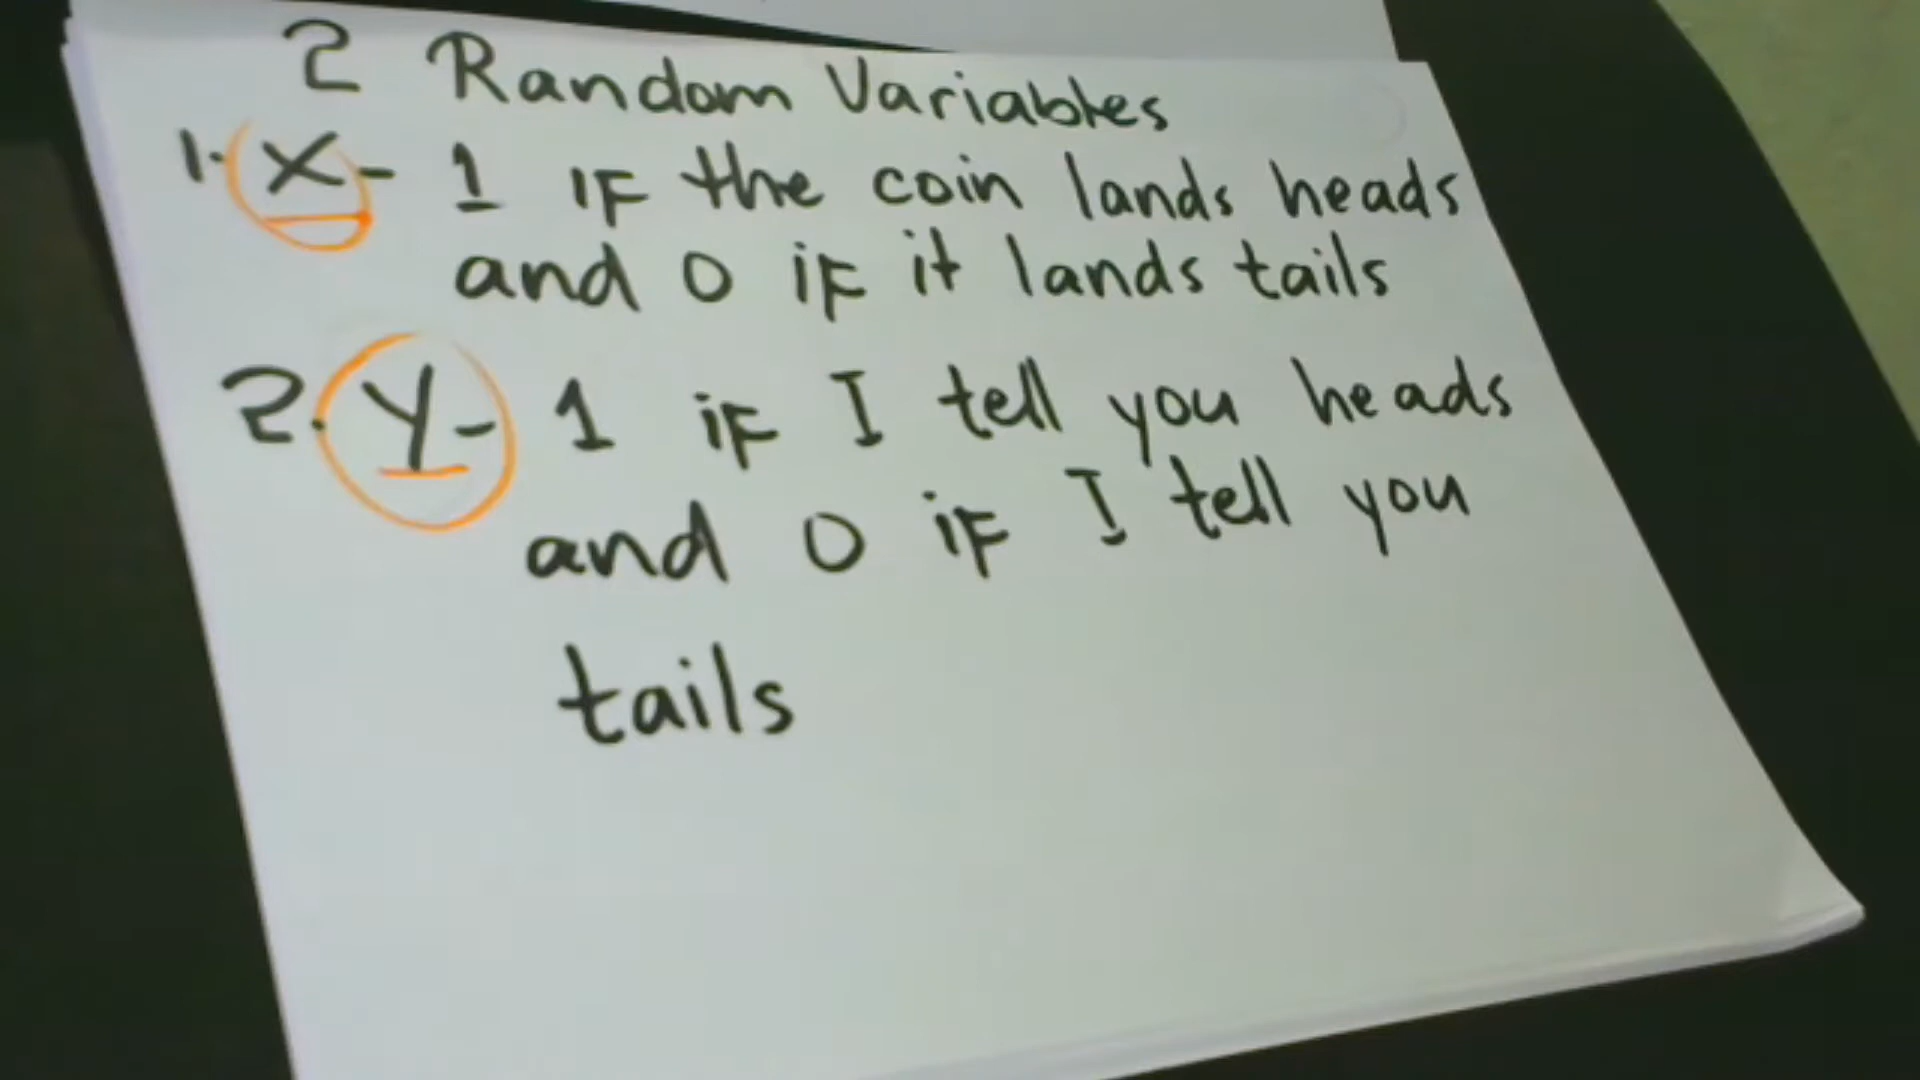 2 Random Variables
1. X - 1 if the coin lands heads
and 0 if it lands tails
2. Y - 1 if I tell you heads
and 0 if I tell you
tails